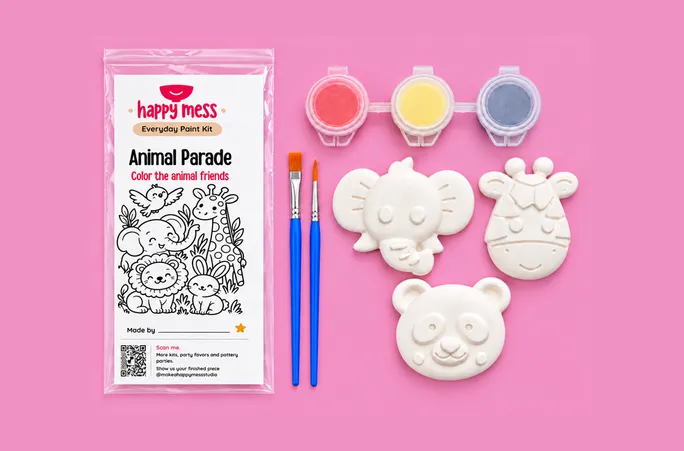 happy mess
Everyday Paint Kit
Animal Parade
Color the animal friends
Made by
Scan me.
More kits, party favors and pottery
parties.
Show us your finished piece
@makeahappymessstudio